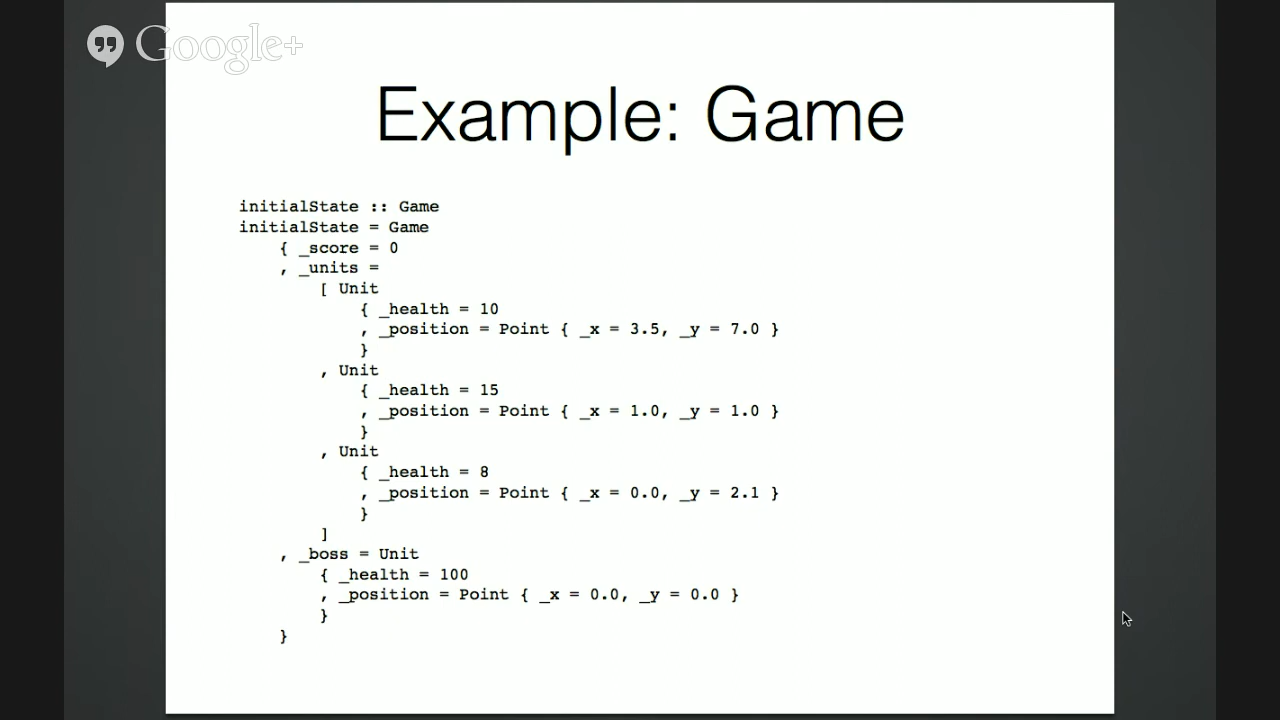 Google+
Example: Game
initialState :: Game
initialState = Game
    { _score = 0
    , _units =
        [ Unit
            { _health = 10
            , _position = Point { _x = 3.5, _y = 7.0 }
            }
        , Unit
            { _health = 15
            , _position = Point { _x = 1.0, _y = 1.0 }
            }
        , Unit
            { _health = 8
            , _position = Point { _x = 0.0, _y = 2.1 }
            }
        ]
    , _boss = Unit
        { _health = 100
        , _position = Point { _x = 0.0, _y = 0.0 }
        }
    }